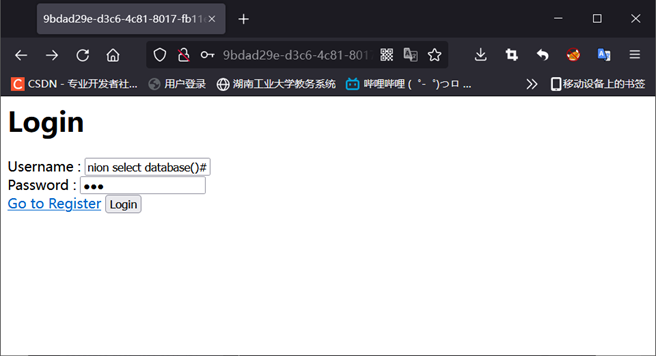 9bdad29e-d3c6-4c81-8017-fb11
9bdad29e-d3c6-4c81-8017
CSDN - 专业开发者社... 用户登录 湖南工业大学教务系统 哔哩哔哩 ( ゜- ゜)つロ ... 移动设备上的书签
Login
Username : nion select database()#
Password : ●●●
Go to Register Login